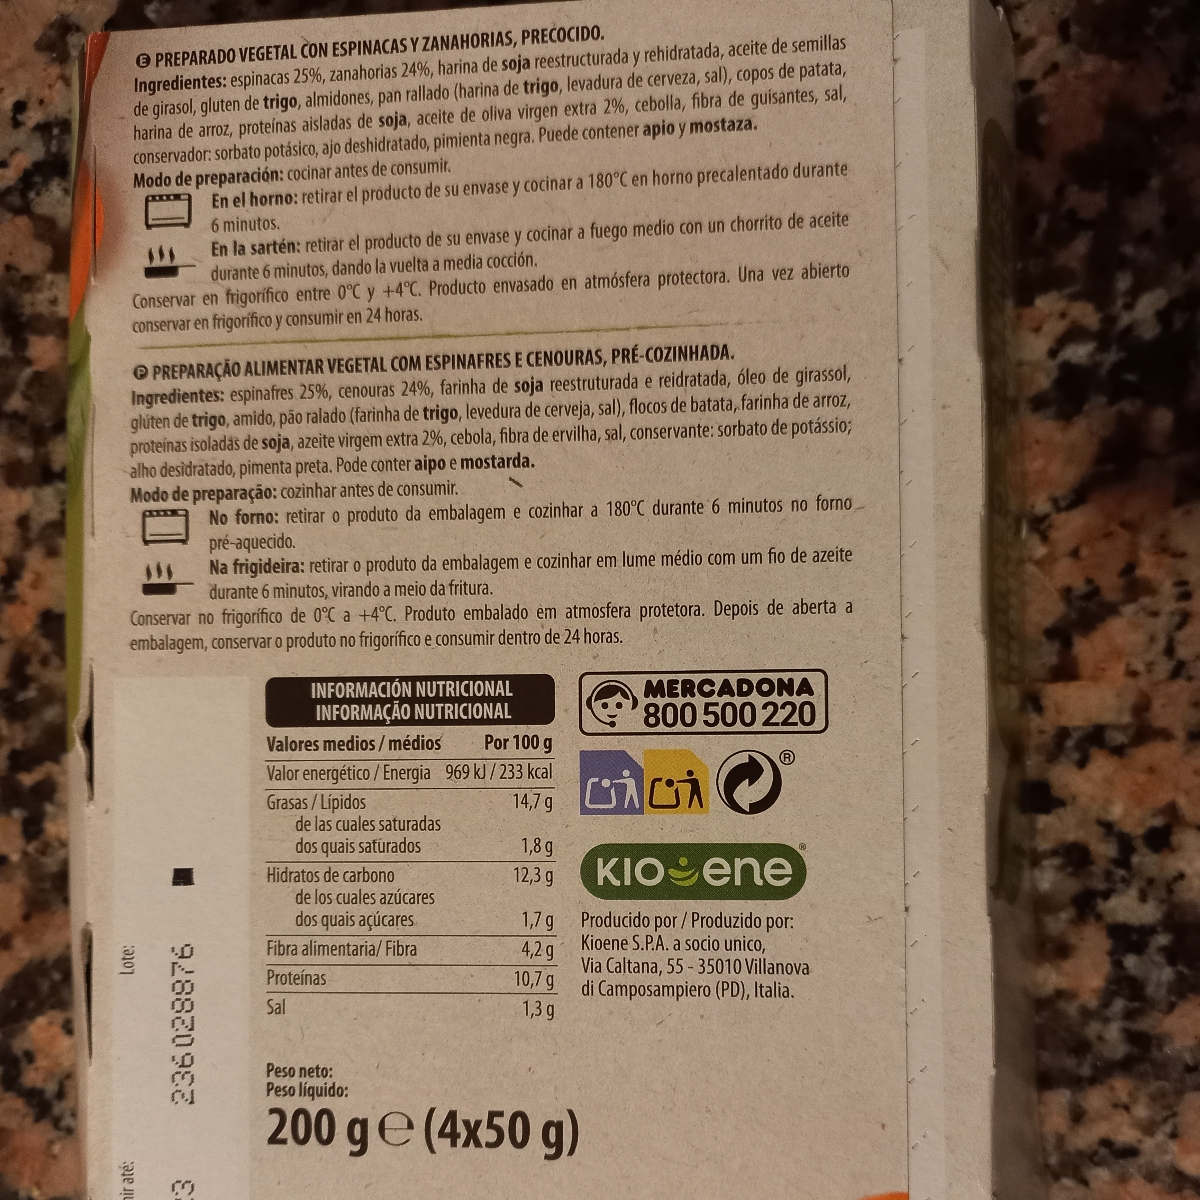 E PREPARADO VEGETAL CON ESPINACAS Y ZANAHORIAS, PRECOCIDO.
Ingredientes: espinacas 25%, zanahorias 24%, harina de soja reestructurada y rehidratada, aceite de semillas
de girasol, gluten de trigo, almidones, pan rallado (harina de trigo, levadura de cerveza, sal), copos de patata,
harina de arroz, proteínas aisladas de soja, aceite de oliva virgen extra 2%, cebolla, fibra de guisantes, sal,
conservador: sorbato potásico, ajo deshidratado, pimienta negra. Puede contener apio y mostaza.
Modo de preparación: cocinar antes de consumir.
En el horno: retirar el producto de su envase y cocinar a 180°C en horno precalentado durante
6 minutos.
En la sartén: retirar el producto de su envase y cocinar a fuego medio con un chorrito de aceite
durante 6 minutos, dando la vuelta a media cocción.
Conservar en frigorífico entre 0°C y +4°C. Producto envasado en atmósfera protectora. Una vez abierto
conservar en frigorífico y consumir en 24 horas.
P PREPARAÇÃO ALIMENTAR VEGETAL COM ESPINAFRES E CENOURAS, PRÉ-COZINHADA.
Ingredientes: espinafres 25%, cenouras 24%, farinha de soja reestruturada e reidratada, óleo de girassol,
glúten de trigo, amido, pão ralado (farinha de trigo, levedura de cerveja, sal), flocos de batata, farinha de arroz,
proteínas isoladas de soja, azeite virgem extra 2%, cebola, fibra de ervilha, sal, conservante: sorbato de potássio;
alho desidratado, pimenta preta. Pode conter aipo e mostarda.
Modo de preparação: cozinhar antes de consumir.
No forno: retirar o produto da embalagem e cozinhar a 180°C durante 6 minutos no forno
pré-aquecido.
Na frigideira: retirar o produto da embalagem e cozinhar em lume médio com um fio de azeite
durante 6 minutos, virando a meio da fritura.
Conservar no frigorífico de 0°C a +4°C. Produto embalado em atmosfera protetora. Depois de aberta a
embalagem, conservar o produto no frigorífico e consumir dentro de 24 horas.
INFORMACIÓN NUTRICIONAL
INFORMAÇÃO NUTRICIONAL
Valores medios / médios Por 100 g
Valor energético / Energia 969 kJ / 233 kcal
Grasas / Lípidos 14,7 g
de las cuales saturadas
dos quais saturados 1,8 g
Hidratos de carbono 12,3 g
de los cuales azúcares
dos quais açúcares 1,7 g
Fibra alimentaria/ Fibra 4,2 g
Proteínas 10,7 g
Sal 1,3 g
Peso neto:
Peso líquido:
200 g e (4x50 g)
MERCADONA
800 500 220
®
KIOENE®
Producido por / Produzido por:
Kioene S.P.A. a socio unico,
Via Caltana, 55 - 35010 Villanova
di Camposampiero (PD), Italia.
Lote:
236028876